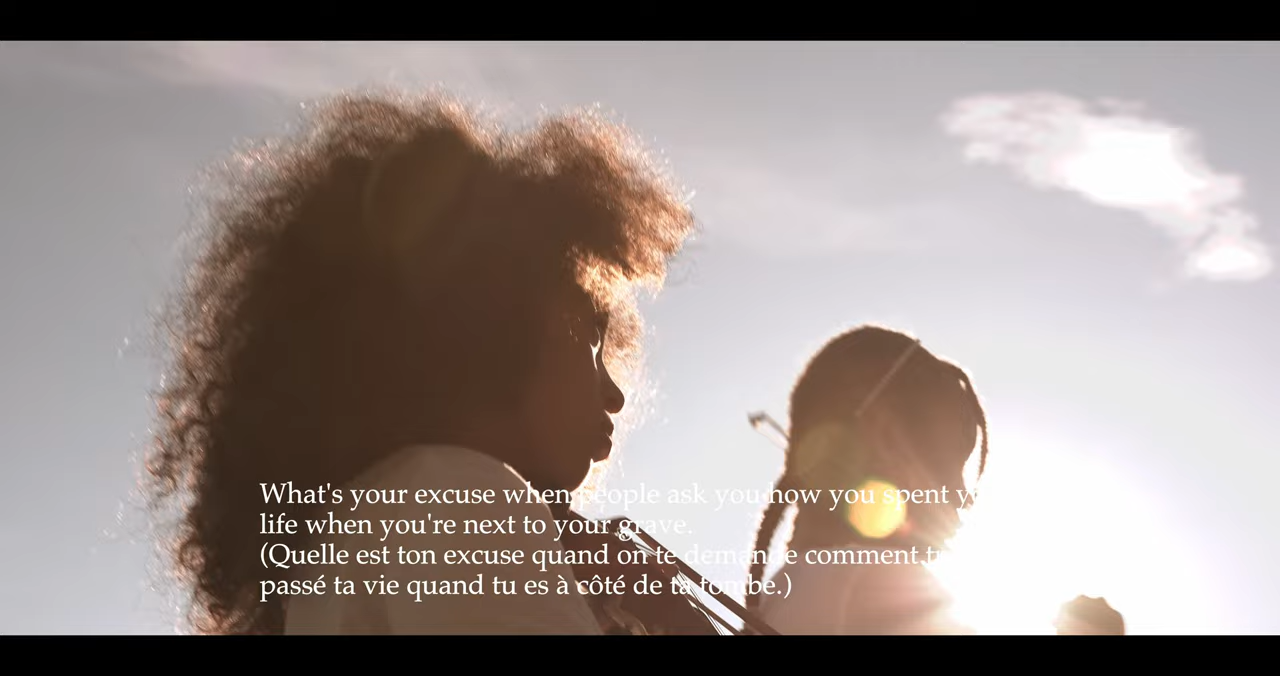 What's your excuse when people ask you how you spent
life when you're next to your grave.
(Quelle est ton excuse quand on te demande comment
passé ta vie quand tu es à côté de ta tombe.)